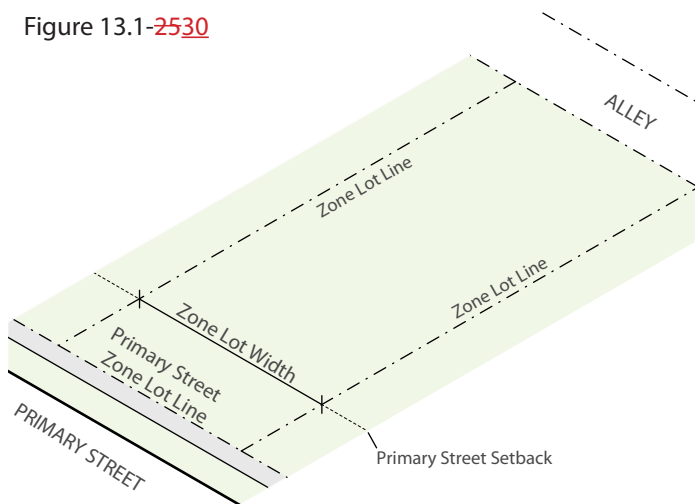 Figure 13.1-2530
ALLEY
Zone Lot Line
Zone Lot Line
Zone Lot Width
Primary Street
Zone Lot Line
PRIMARY STREET
Primary Street Setback